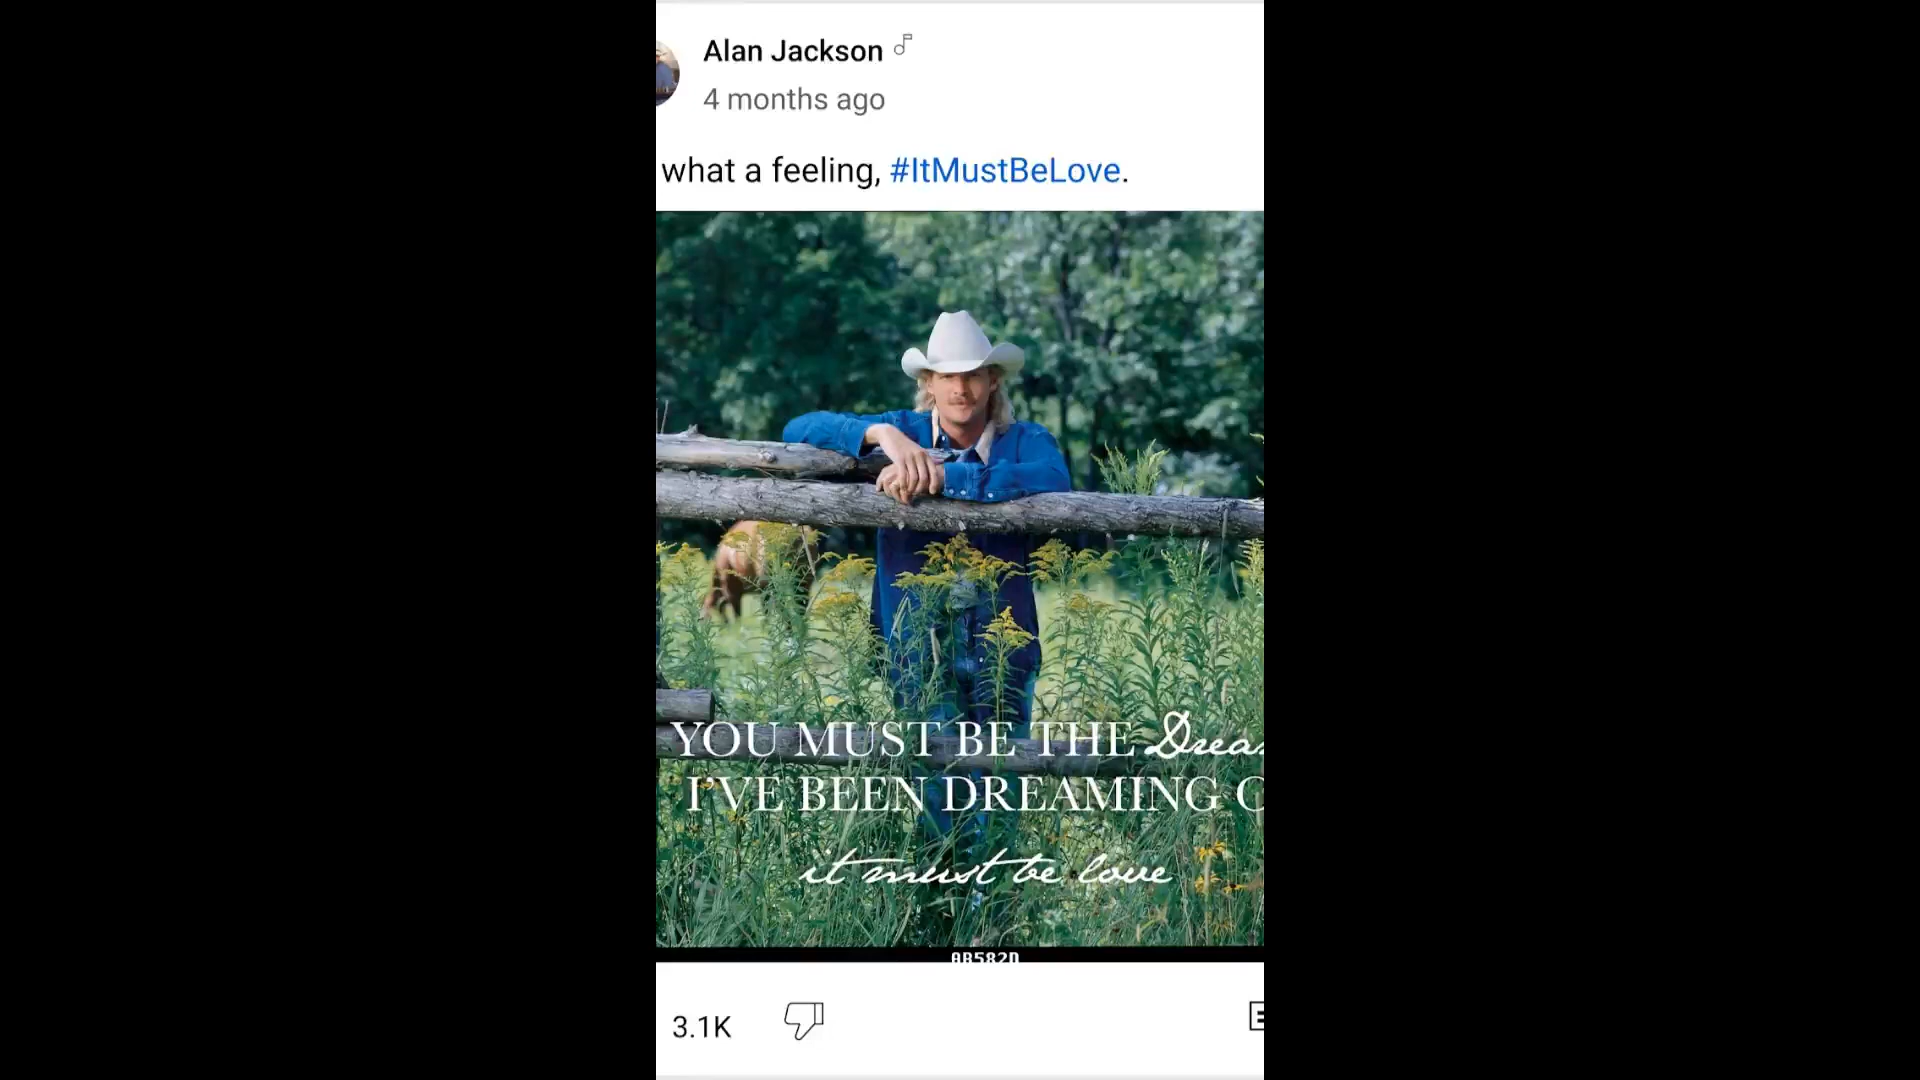 Alan Jackson
4 months ago
what a feeling, #ItMustBeLove.
YOU MUST BE THE
I'VE BEEN DREAMING
it must be love
3.1K